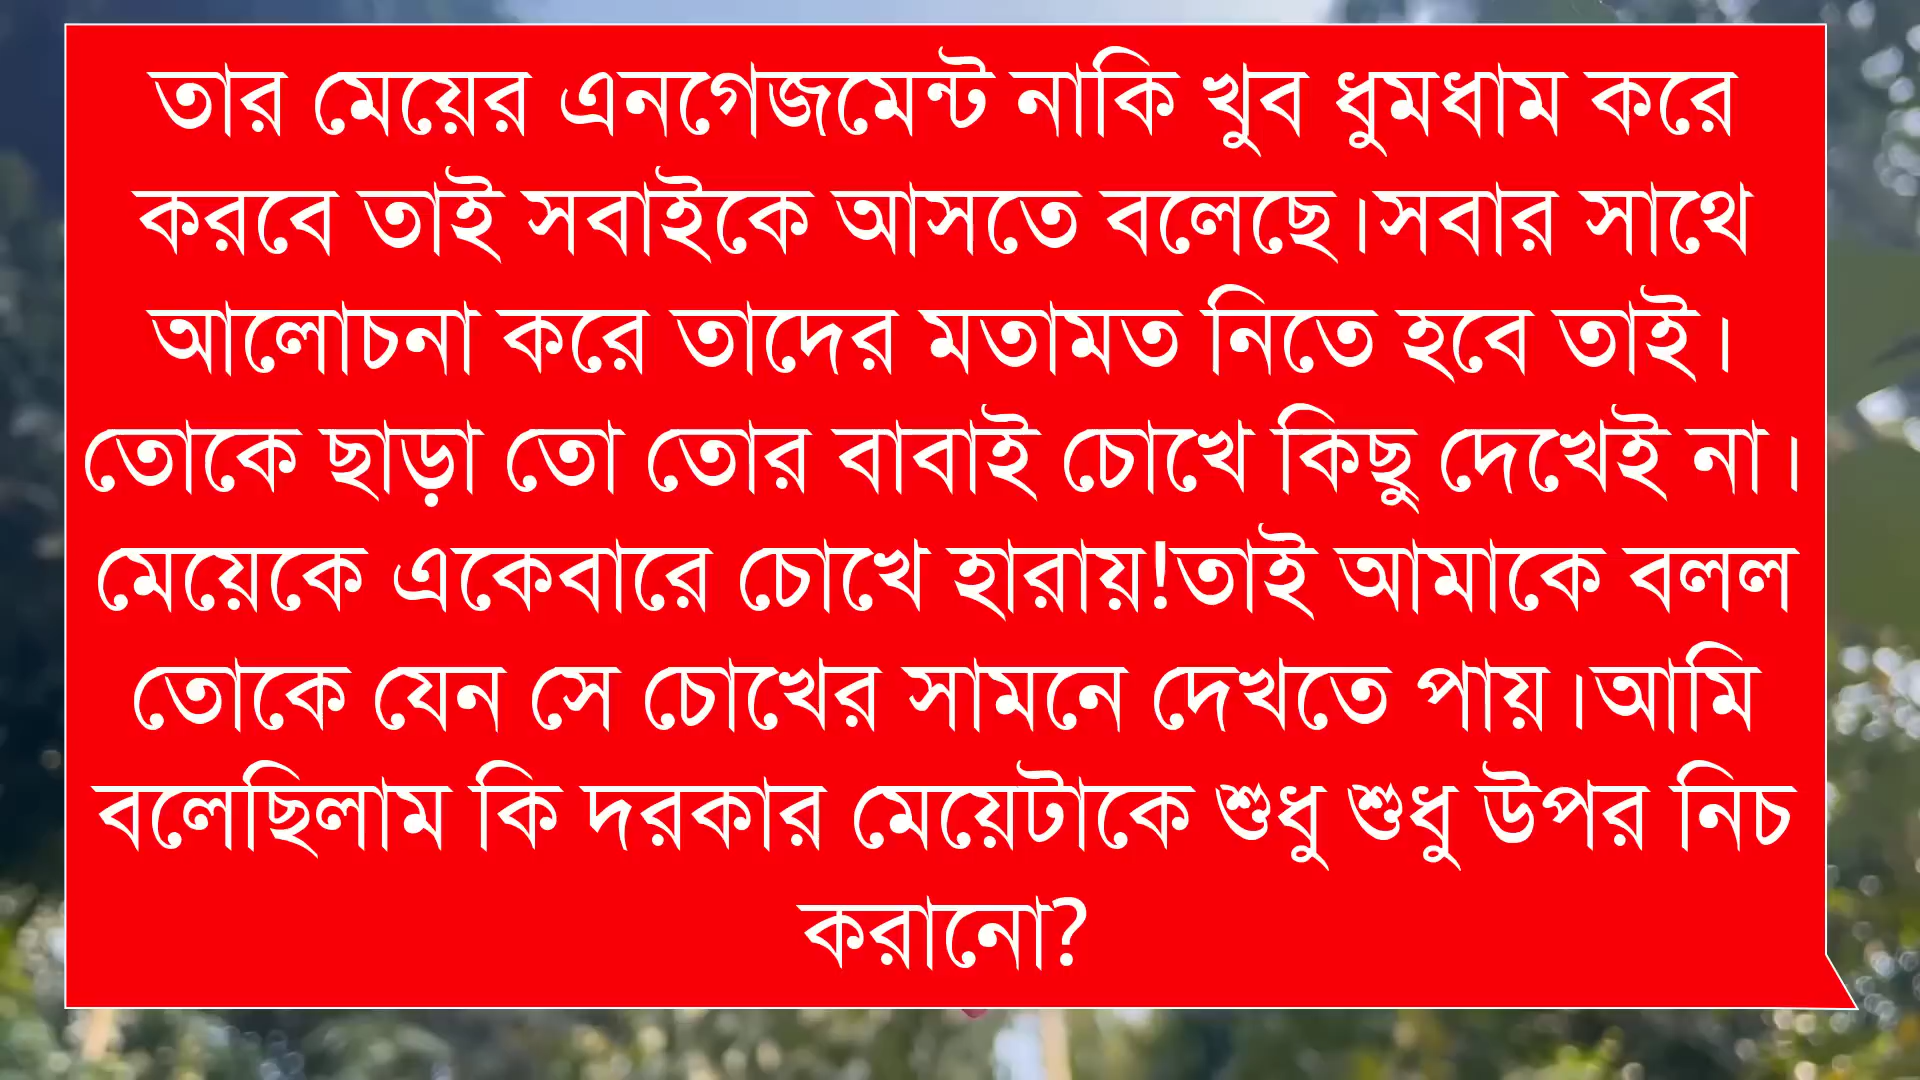 তার মেয়ের এনগেজমেন্ট নাকি খুব ধুমধাম করে
করবে তাই সবাইকে আসতে বলেছে।সবার সাথে
আলোচনা করে তাদের মতামত নিতে হবে তাই।
তোকে ছাড়া তো তোর বাবাই চোখে কিছু দেখেই না।
মেয়েকে একেবারে চোখে হারায়!তাই আমাকে বলল
তোকে যেন সে চোখের সামনে দেখতে পায়।আমি
বলেছিলাম কি দরকার মেয়েটাকে শুধু শুধু উপর নিচ
করানো?